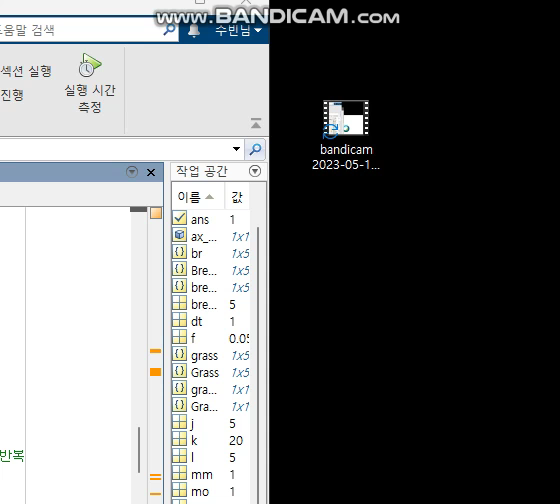 www.BANDICAM.com
도움말 검색
수빈님
섹션 실행
진행
실행 시간
측정
작업 공간
이름 값
ans 1
ax_... 1x1
br 1x5
Bre... 1x5
bre... 1x5
bre... 5
dt 1
f 0.05
grass 1x5
Grass 1x5
gra... 1x1
Gra... 1x1
j 5
k 20
l 5
mm 1
mo 1
반복
bandicam
2023-05-1...